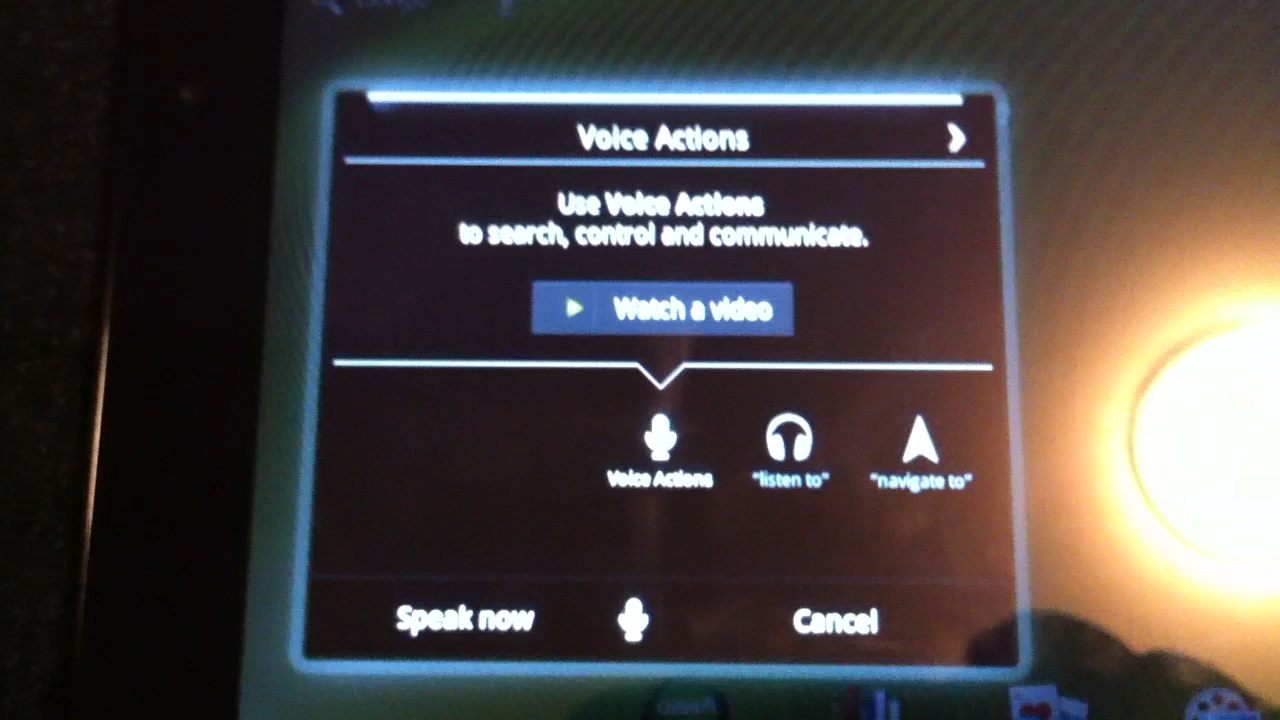 Voice Actions
Use Voice Actions
to search, control and communicate.
Watch a video
Voice Actions
"listen to"
"navigate to"
Speak now
Cancel